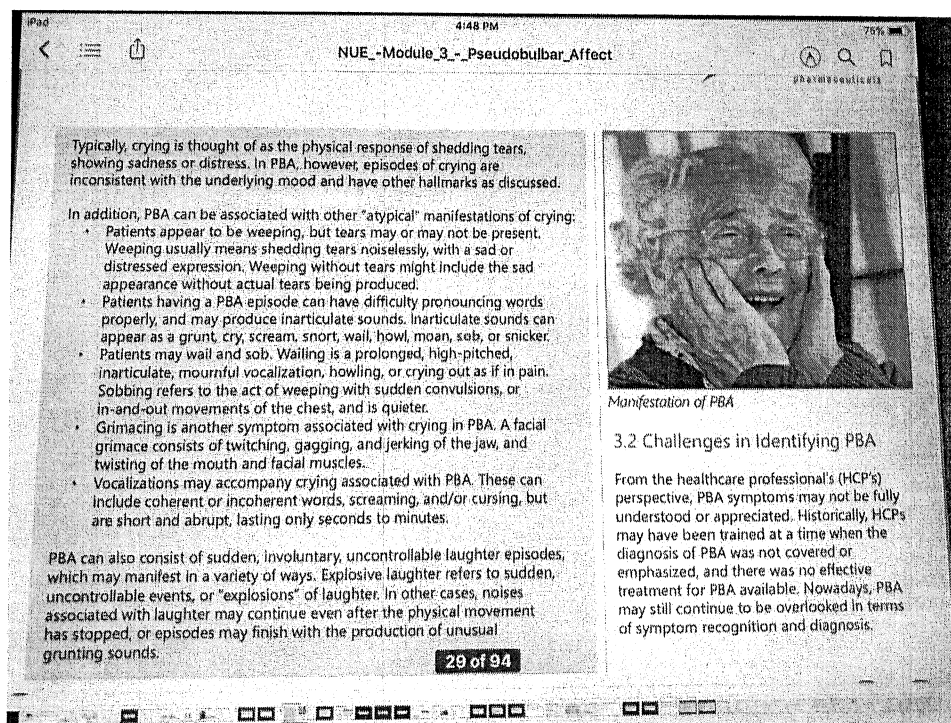 iPad
4:48 PM
75%
NUE_-Module_3_-_Pseudobulbar_Affect
pharmaceuticals
Typically, crying is thought of as the physical response of shedding tears,
showing sadness or distress. In PBA, however, episodes of crying are
inconsistent with the underlying mood and have other hallmarks as discussed.
In addition, PBA can be associated with other "atypical" manifestations of crying:
• Patients appear to be weeping, but tears may or may not be present.
Weeping usually means shedding tears noiselessly, with a sad or
distressed expression. Weeping without tears might include the sad
appearance without actual tears being produced.
• Patients having a PBA episode can have difficulty pronouncing words
properly, and may produce inarticulate sounds. Inarticulate sounds can
appear as a grunt, cry, scream, snort, wail, howl, moan, sob, or snicker.
• Patients may wail and sob. Wailing is a prolonged, high-pitched,
inarticulate, mournful vocalization, howling, or crying out as if in pain.
Sobbing refers to the act of weeping with sudden convulsions, or
in-and-out movements of the chest, and is quieter.
• Grimacing is another symptom associated with crying in PBA. A facial
grimace consists of twitching, gagging, and jerking of the jaw, and
twisting of the mouth and facial muscles.
• Vocalizations may accompany crying associated with PBA. These can
include coherent or incoherent words, screaming, and/or cursing, but
are short and abrupt, lasting only seconds to minutes.
PBA can also consist of sudden, involuntary, uncontrollable laughter episodes,
which may manifest in a variety of ways. Explosive laughter refers to sudden,
uncontrollable events, or "explosions" of laughter. In other cases, noises
associated with laughter may continue even after the physical movement
has stopped, or episodes may finish with the production of unusual
grunting sounds.
Manifestation of PBA
3.2 Challenges in Identifying PBA
From the healthcare professional's (HCP's)
perspective, PBA symptoms may not be fully
understood or appreciated. Historically, HCPs
may have been trained at a time when the
diagnosis of PBA was not covered or
emphasized, and there was no effective
treatment for PBA available. Nowadays, PBA
may still continue to be overlooked in terms
of symptom recognition and diagnosis.
29 of 94